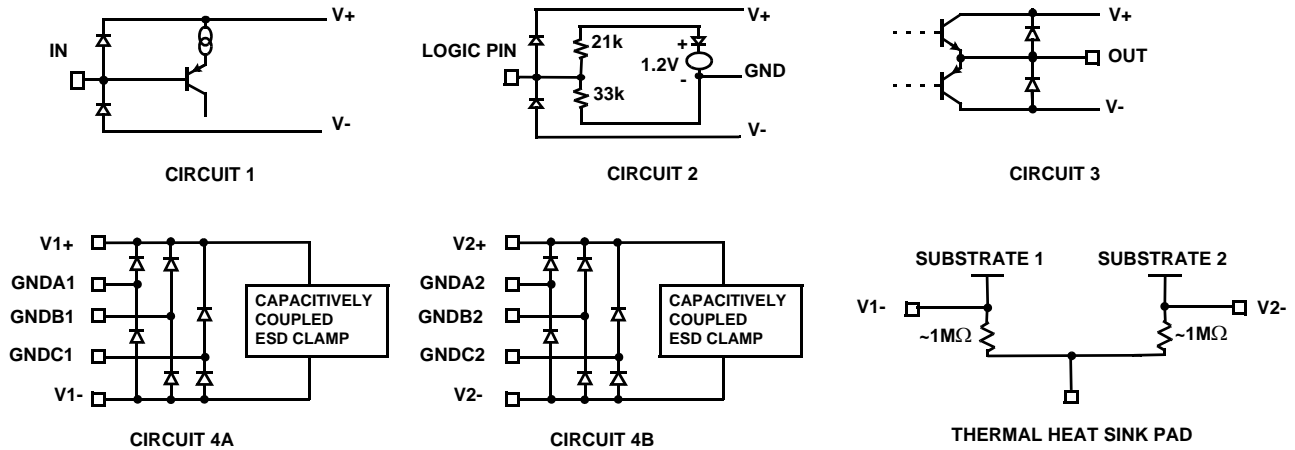 IN
V+
V-
CIRCUIT 1
LOGIC PIN
21k
33k
+
1.2V
-
V+
GND
V-
CIRCUIT 2
V+
OUT
V-
CIRCUIT 3
V1+
GNDA1
GNDB1
GNDC1
V1-
CAPACITIVELY
COUPLED
ESD CLAMP
CIRCUIT 4A
V2+
GNDA2
GNDB2
GNDC2
V2-
CAPACITIVELY
COUPLED
ESD CLAMP
CIRCUIT 4B
SUBSTRATE 1
SUBSTRATE 2
V1-
V2-
~1MΩ
~1MΩ
THERMAL HEAT SINK PAD